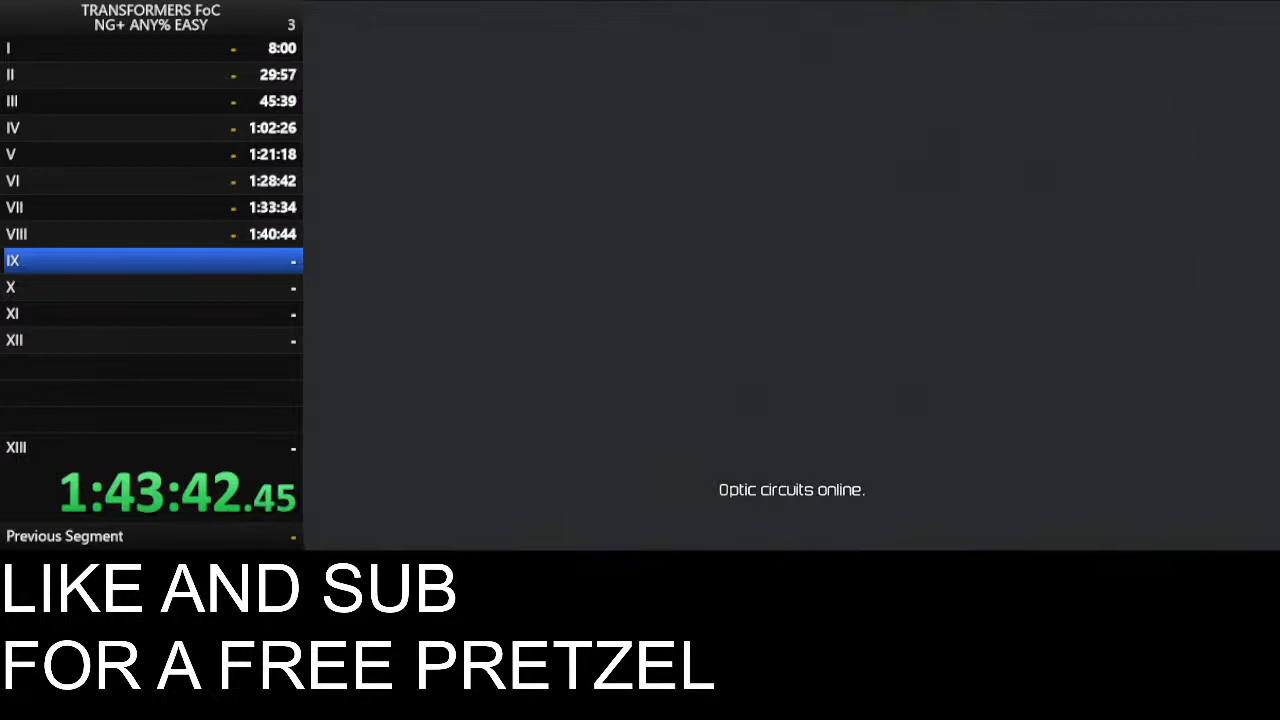 TRANSFORMERS FoC
NG+ ANY% EASY 3
I - 8:00
II - 29:57
III - 45:39
IV - 1:02:26
V - 1:21:18
VI - 1:28:42
VII - 1:33:34
VIII - 1:40:44
IX -
X -
XI -
XII -
XIII -
1:43:42.45
Previous Segment -
Optic circuits online.
LIKE AND SUB
FOR A FREE PRETZEL